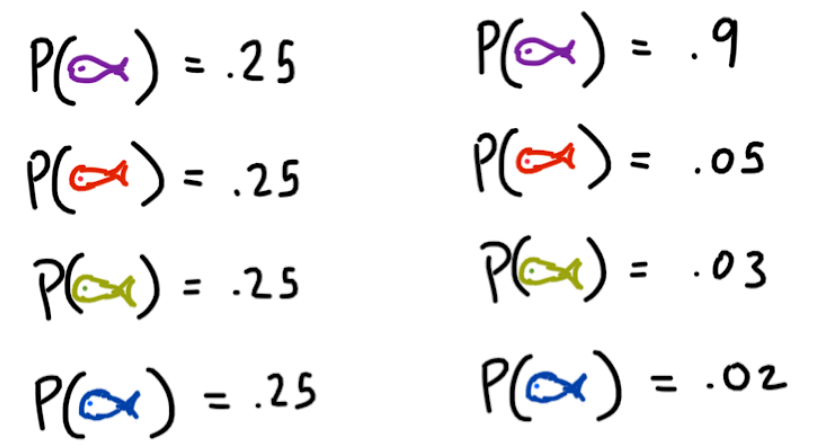 P( ) = .25
P( ) = .25
P( ) = .25
P( ) = .25
P( ) = .9
P( ) = .05
P( ) = .03
P( ) = .02